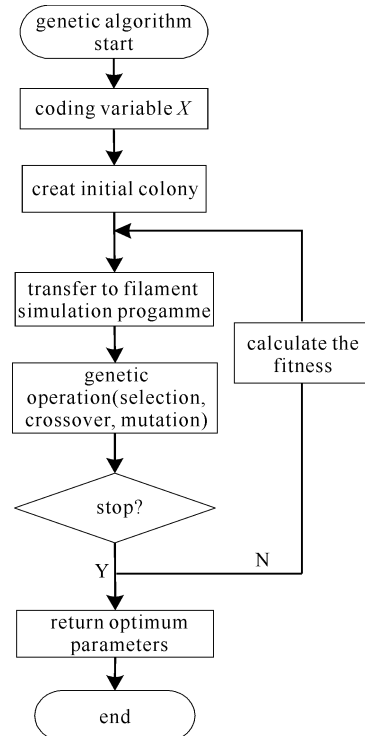 genetic algorithm
start
coding variable X
creat initial colony
transfer to filament
simulation progamme
calculate the
fitness
genetic
operation(selection,
crossover, mutation)
stop?
Y
N
return optimum
parameters
end